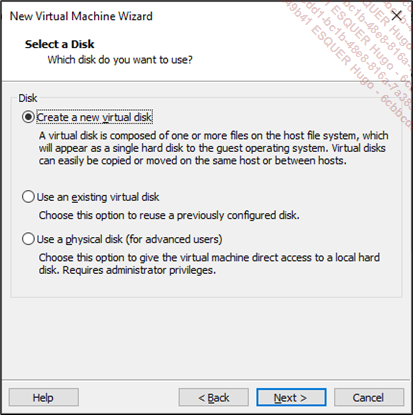 New Virtual Machine Wizard
Select a Disk
Which disk do you want to use?
Disk
Create a new virtual disk
A virtual disk is composed of one or more files on the host file system, which
will appear as a single hard disk to the guest operating system. Virtual disks
can easily be copied or moved on the same host or between hosts.
Use an existing virtual disk
Choose this option to reuse a previously configured disk.
Use a physical disk (for advanced users)
Choose this option to give the virtual machine direct access to a local hard
disk. Requires administrator privileges.
Help
< Back
Next >
Cancel